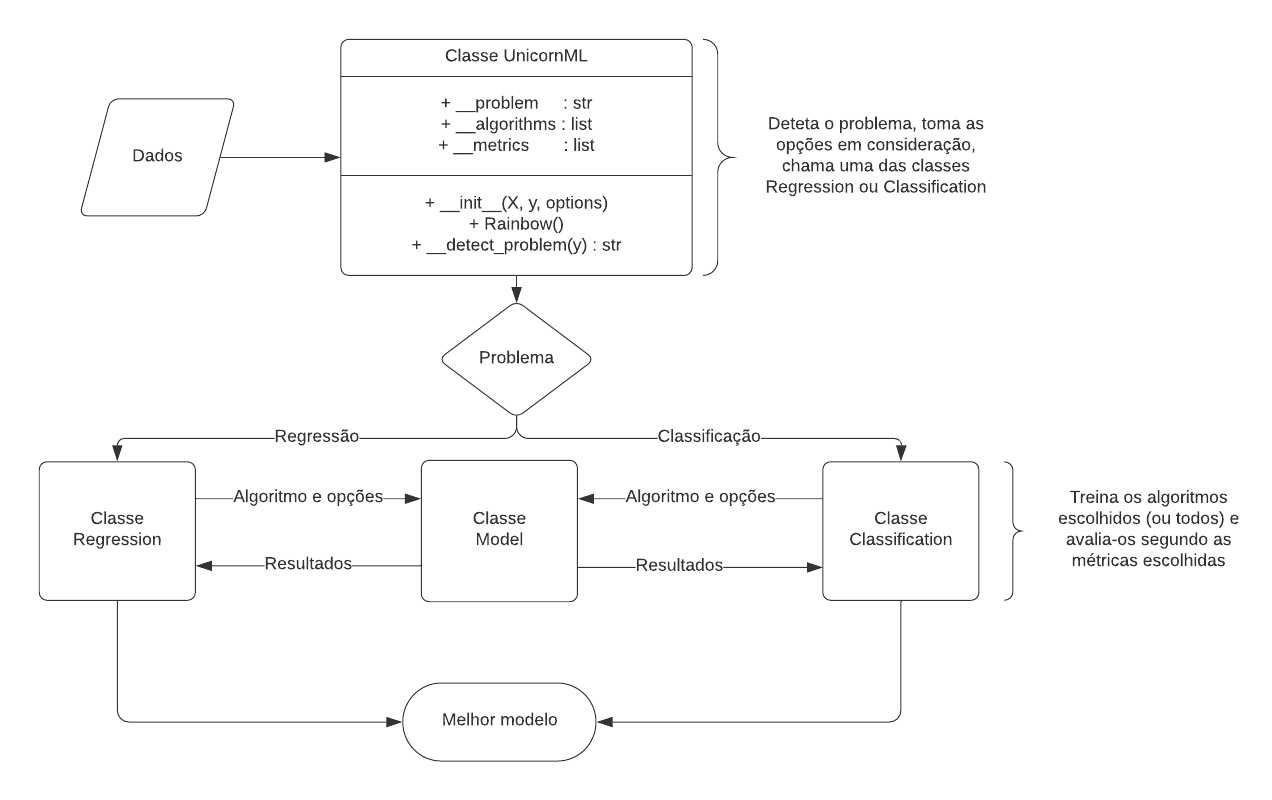 Classe UnicornML
+ __problem : str
+ __algorithms : list
+ __metrics : list
+ __init__(X, y, options)
+ Rainbow()
+ __detect_problem(y) : str
Dados
Deteta o problema, toma as
opções em consideração,
chama uma das classes
Regression ou Classification
Problema
Regressão
Classificação
Classe
Regression
Algoritmo e opções
Resultados
Classe
Model
Algoritmo e opções
Resultados
Classe
Classification
Treina os algoritmos
escolhidos (ou todos) e
avalia-os segundo as
métricas escolhidas
Melhor modelo